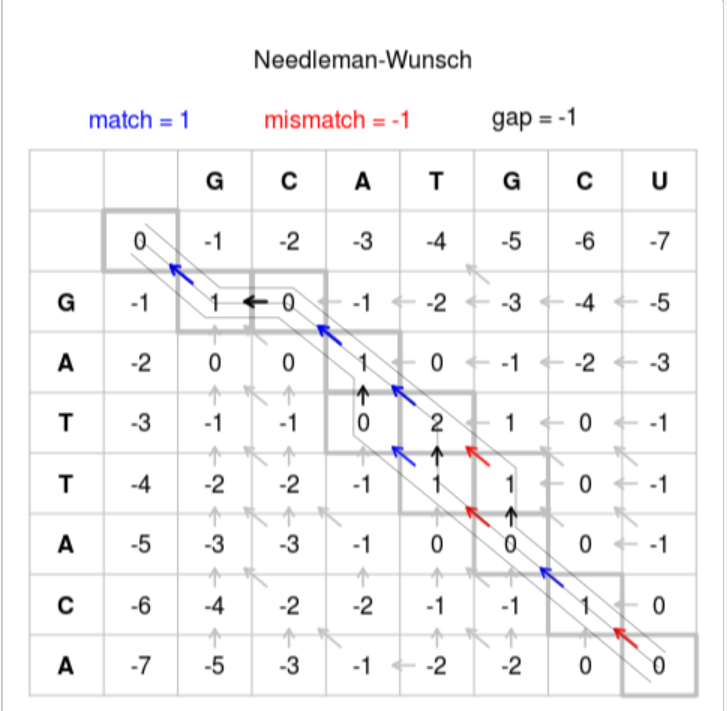 Needleman-Wunsch
match = 1 mismatch = -1 gap = -1
G C A T G C U
0 -1 -2 -3 -4 -5 -6 -7
G -1 1 0 -1 -2 -3 -4 -5
A -2 0 0 1 0 -1 -2 -3
T -3 -1 -1 0 2 1 0 -1
T -4 -2 -2 -1 1 1 0 -1
A -5 -3 -3 -1 0 0 0 -1
C -6 -4 -2 -2 -1 -1 1 0
A -7 -5 -3 -1 -2 -2 0 0